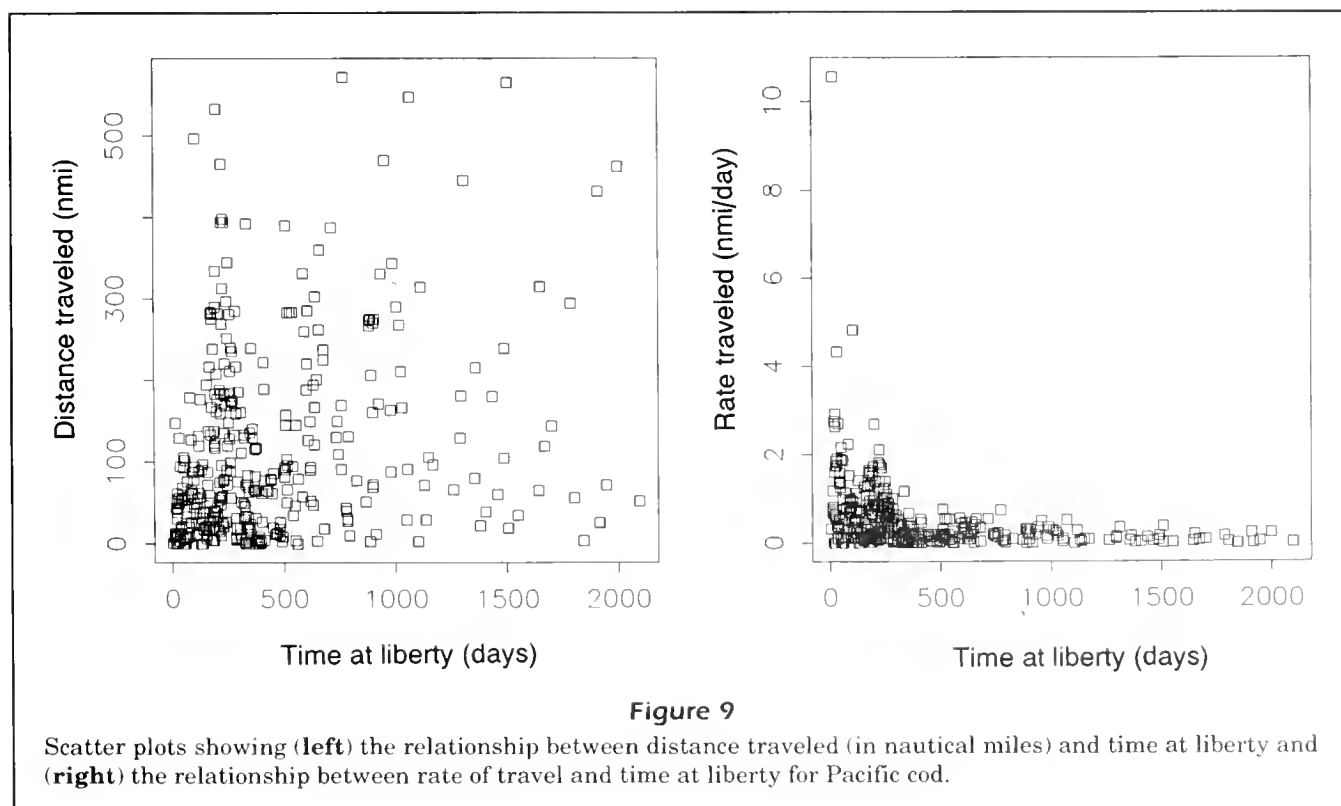 Distance traveled (nmi)
500
300
100
0
0 500 1000 1500 2000
Time at liberty (days)
Rate traveled (nmi/day)
10
8
6
4
2
0
0 500 1000 1500 2000
Time at liberty (days)
Figure 9
Scatter plots showing (left) the relationship between distance traveled (in nautical miles) and time at liberty and
(right) the relationship between rate of travel and time at liberty for Pacific cod.